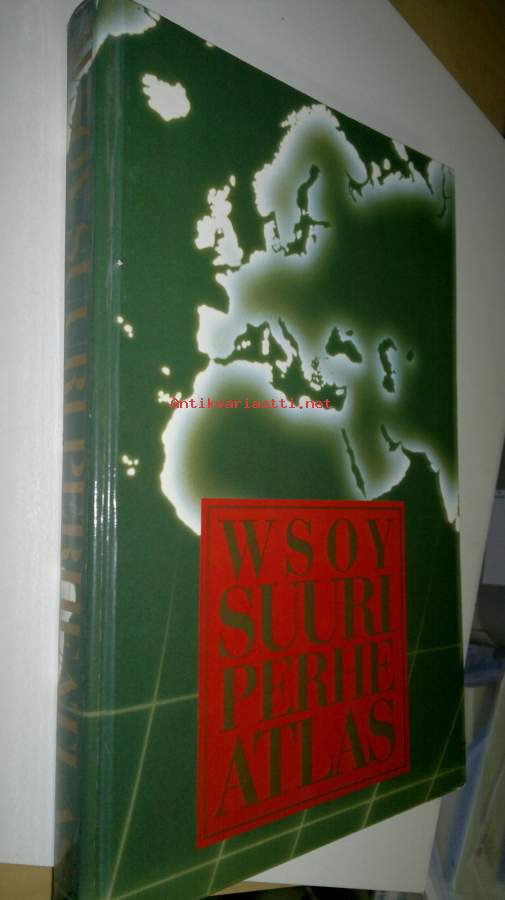 Antikvariaatti.net
WSOY
SUURI
PERHE
ATLAS